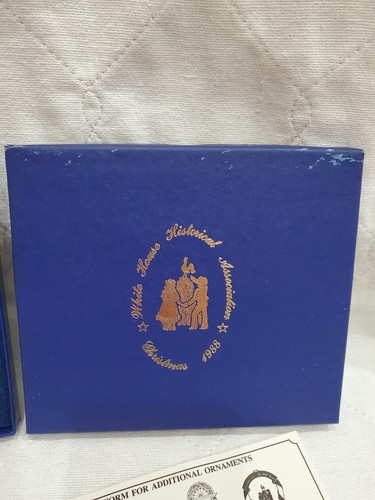 White House Historical Association
☆ Christmas 1988 ☆
FORM FOR ADDITIONAL ORNAMENTS